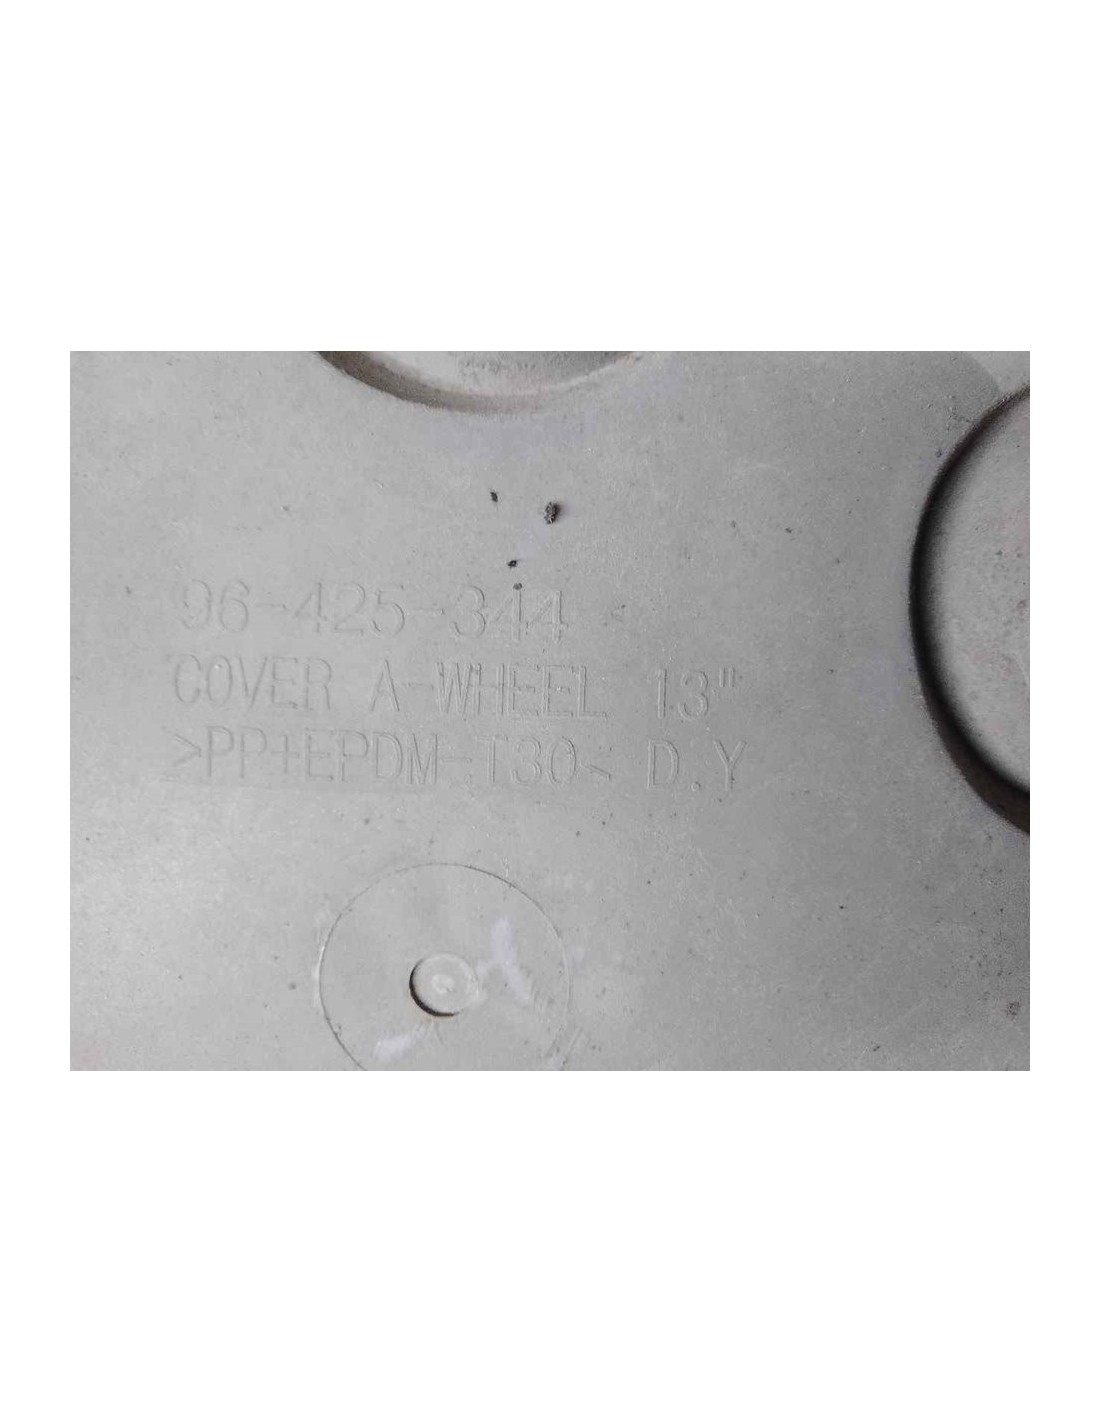 96-425-344
COVER A-WHEEL 13"
>PP+EPDM-T30< D.Y